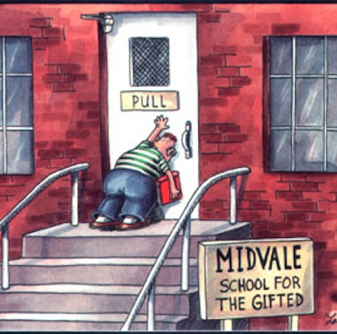 PULL
MIDVALE
SCHOOL FOR
THE GIFTED